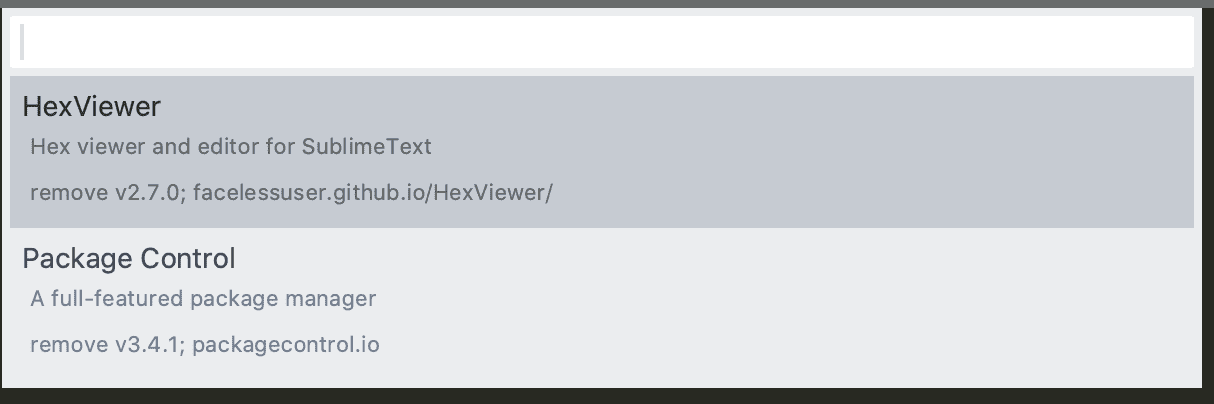 HexViewer
Hex viewer and editor for SublimeText
remove v2.7.0; facelessuser.github.io/HexViewer/
Package Control
A full-featured package manager
remove v3.4.1; packagecontrol.io